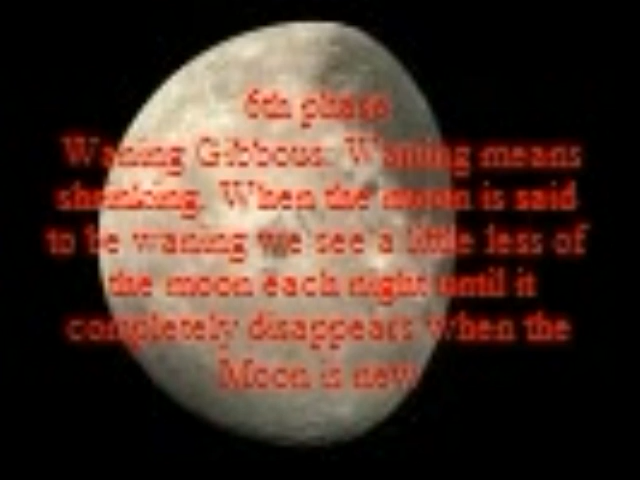 6th phase
Waning Gibbous: Waning means
shrinking. When the moon is said
to be waning we see a little less of
the moon each night until it
completely disappears when the
Moon is new.